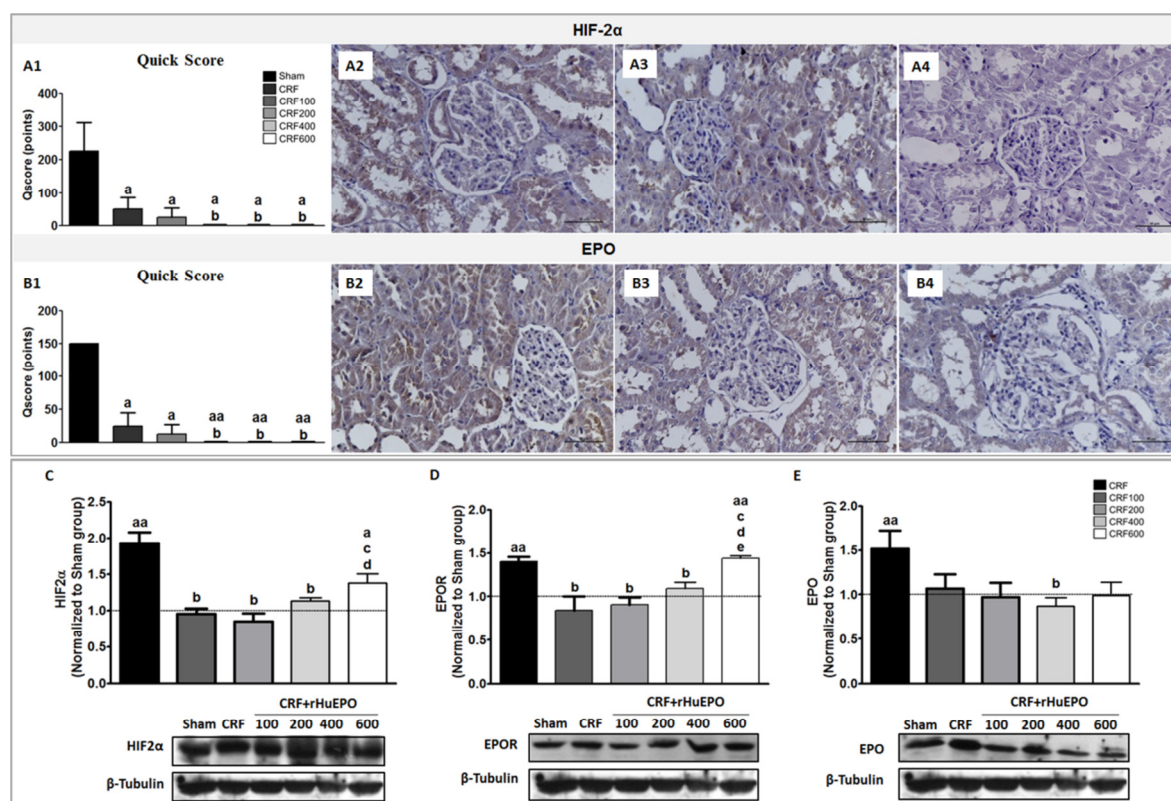 HIF-2α
A1
Quick Score
Sham
CRF
CRF100
CRF200
CRF400
CRF600
Qscore (points)
400
300
200
100
0
a
a
a
b
a
b
a
b
A2
A3
A4
EPO
B1
Quick Score
Qscore (points)
200
150
100
50
0
a
a
aa
b
aa
b
aa
b
B2
B3
B4
C
HIF2α
(Normalized to Sham group)
2.5
2.0
1.5
1.0
0.5
0.0
aa
b
b
b
a
c
d
CRF+rHuEPO
Sham CRF 100 200 400 600
HIF2α
β-Tubulin
D
EPOR
(Normalized to Sham group)
2.0
1.5
1.0
0.5
0.0
aa
b
b
b
aa
c
d
e
CRF+rHuEPO
Sham CRF 100 200 400 600
EPOR
β-Tubulin
E
CRF
CRF100
CRF200
CRF400
CRF600
EPO
(Normalized to Sham group)
2.0
1.5
1.0
0.5
0.0
aa
b
CRF+rHuEPO
Sham CRF 100 200 400 600
EPO
β-Tubulin